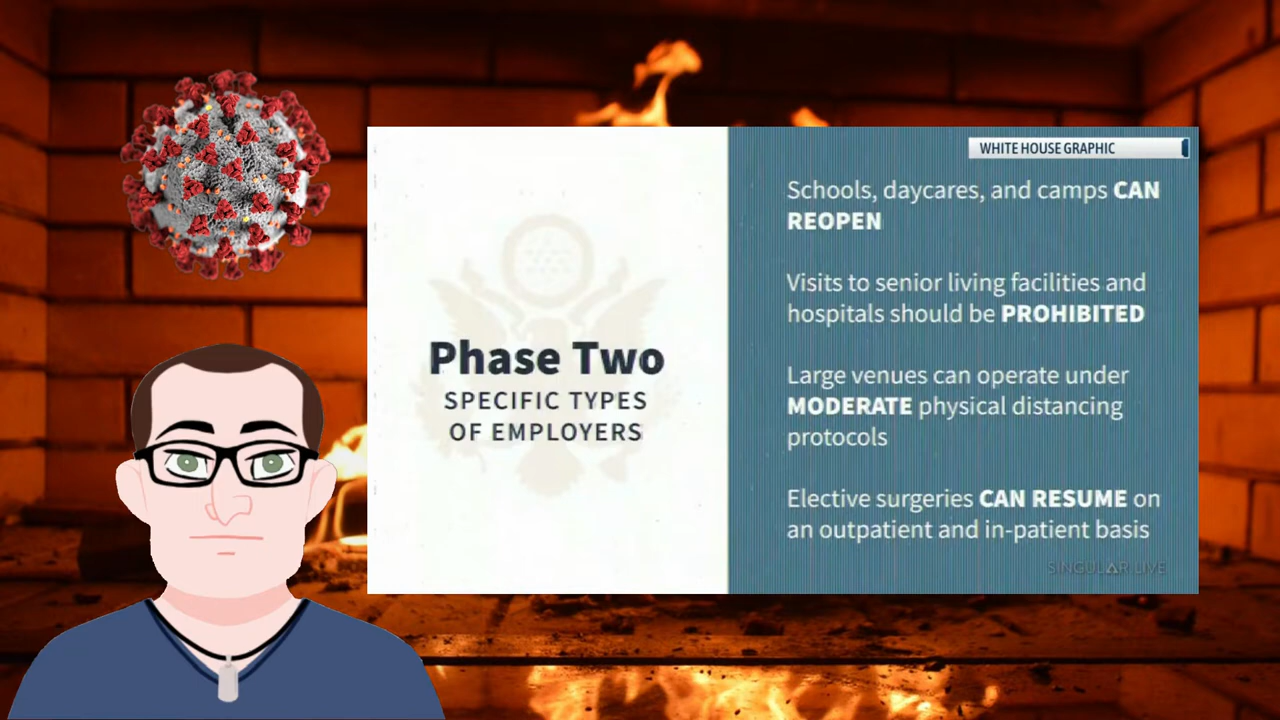 WHITE HOUSE GRAPHIC
Phase Two
SPECIFIC TYPES
OF EMPLOYERS
Schools, daycares, and camps CAN
REOPEN
Visits to senior living facilities and
hospitals should be PROHIBITED
Large venues can operate under
MODERATE physical distancing
protocols
Elective surgeries CAN RESUME on
an outpatient and in-patient basis
SINGULAR LIVE